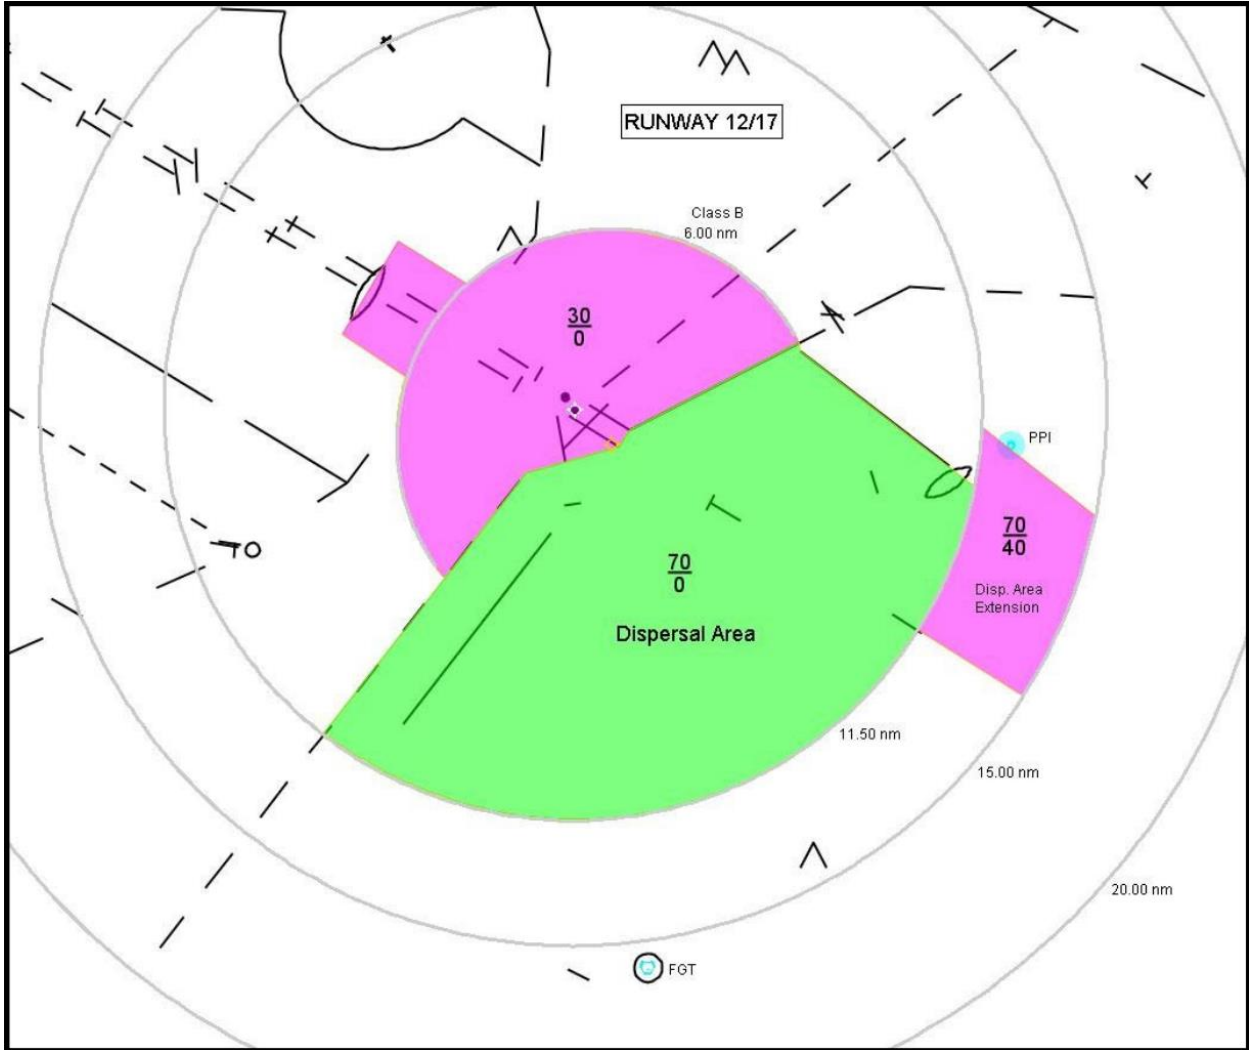 RUNWAY 12/17
Class B
6.00 nm
30
0
PPI
70
40
Disp. Area
Extension
70
0
Dispersal Area
11.50 nm
15.00 nm
20.00 nm
FGT